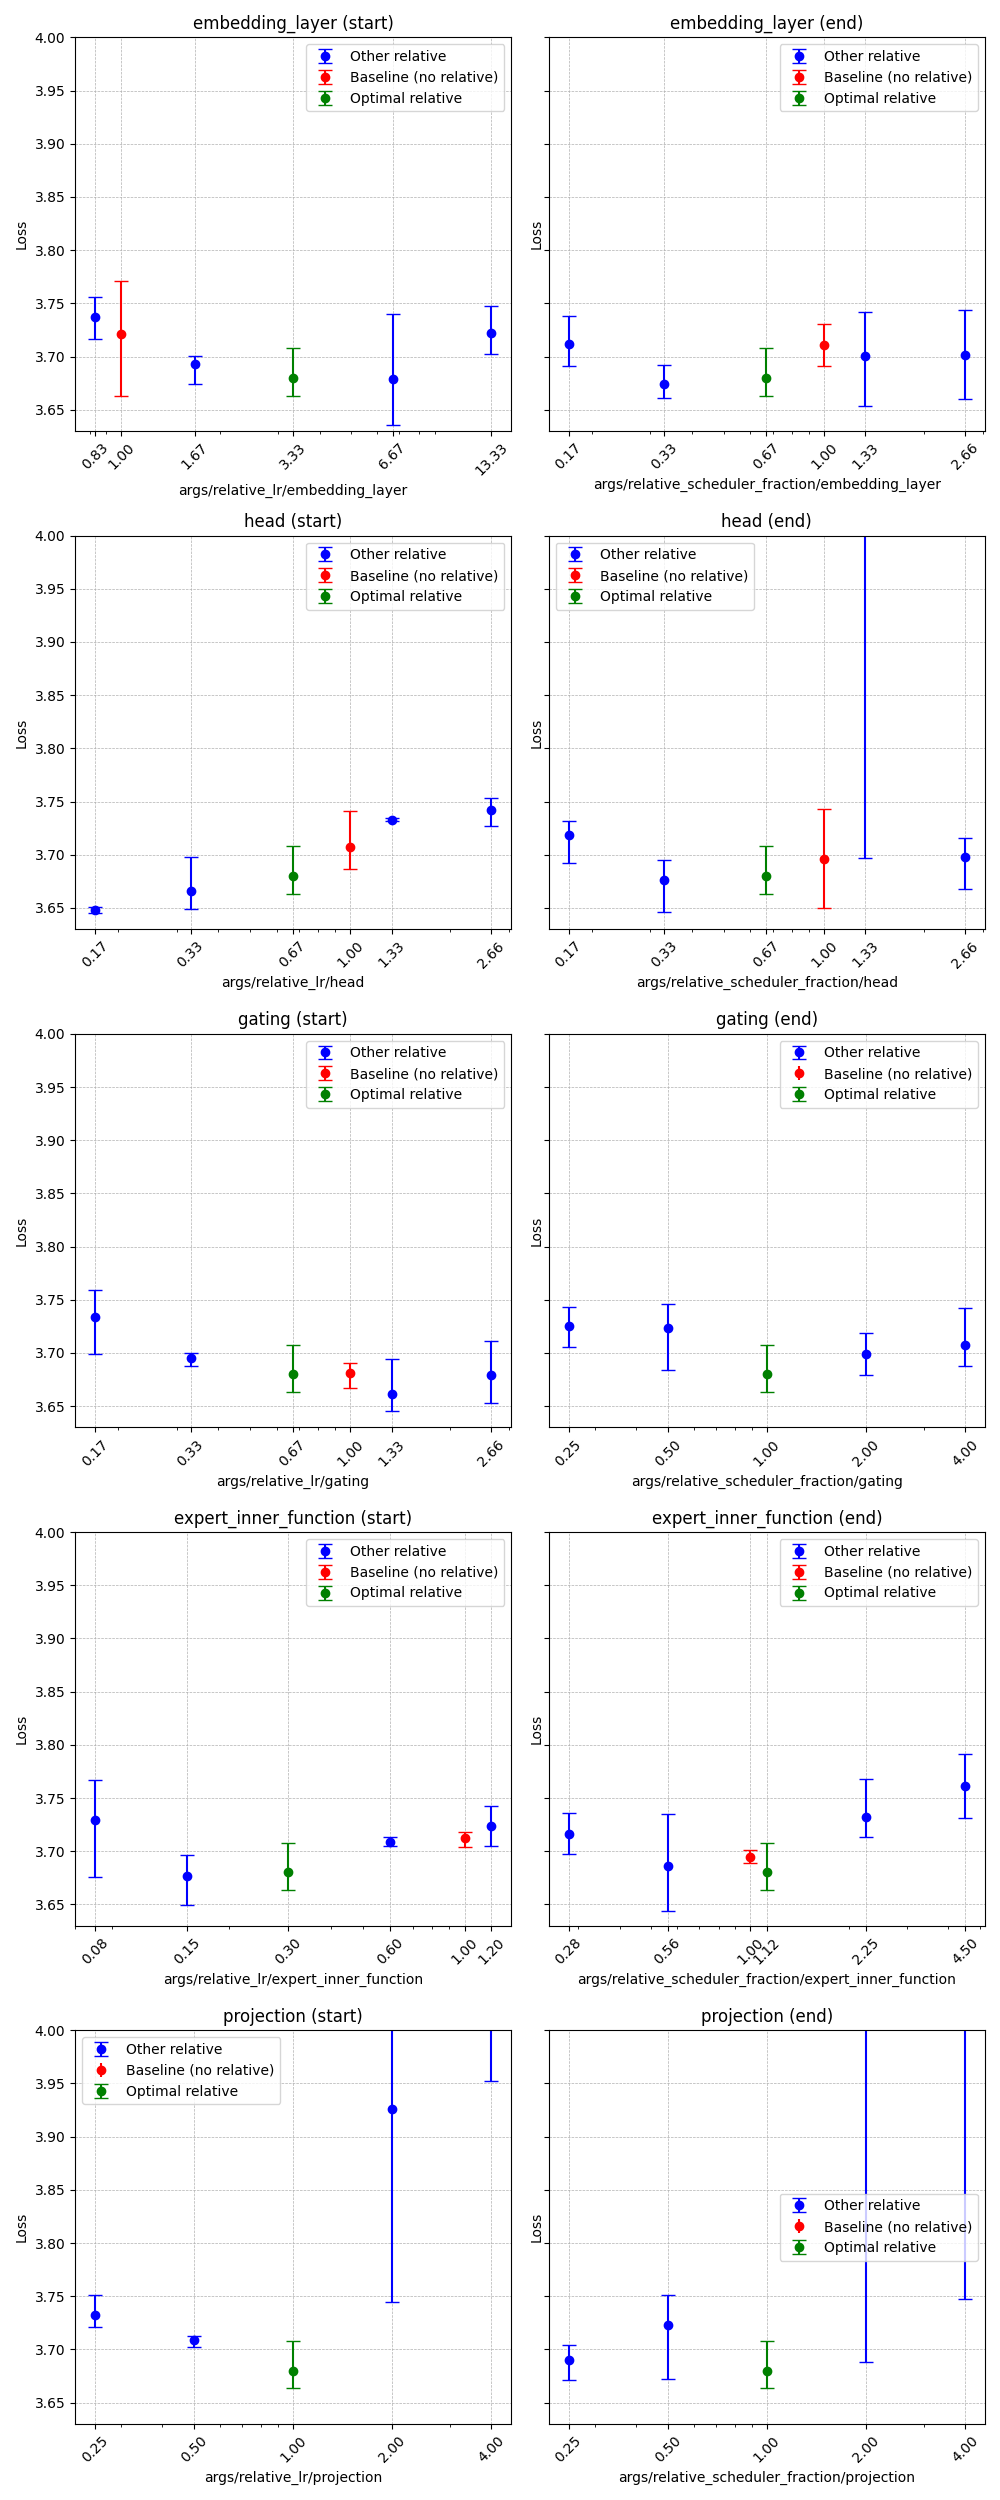 embedding_layer (start)
embedding_layer (end)
4.00
3.95
3.90
3.85
3.80
3.75
3.70
3.65
Loss
Other relative
Baseline (no relative)
Optimal relative
0.83
1.00
1.67
3.33
6.67
13.33
args/relative_lr/embedding_layer
Loss
Other relative
Baseline (no relative)
Optimal relative
0.17
0.33
0.67
1.00
1.33
2.66
args/relative_scheduler_fraction/embedding_layer
head (start)
head (end)
4.00
3.95
3.90
3.85
3.80
3.75
3.70
3.65
Loss
Other relative
Baseline (no relative)
Optimal relative
0.17
0.33
0.67
1.00
1.33
2.66
args/relative_lr/head
Loss
Other relative
Baseline (no relative)
Optimal relative
0.17
0.33
0.67
1.00
1.33
2.66
args/relative_scheduler_fraction/head
gating (start)
gating (end)
4.00
3.95
3.90
3.85
3.80
3.75
3.70
3.65
Loss
Other relative
Baseline (no relative)
Optimal relative
0.17
0.33
0.67
1.00
1.33
2.66
args/relative_lr/gating
Loss
Other relative
Baseline (no relative)
Optimal relative
0.25
0.50
1.00
2.00
4.00
args/relative_scheduler_fraction/gating
expert_inner_function (start)
expert_inner_function (end)
4.00
3.95
3.90
3.85
3.80
3.75
3.70
3.65
Loss
Other relative
Baseline (no relative)
Optimal relative
0.08
0.15
0.30
0.60
1.00
1.20
args/relative_lr/expert_inner_function
Loss
Other relative
Baseline (no relative)
Optimal relative
0.28
0.56
1.00
1.12
2.25
4.50
args/relative_scheduler_fraction/expert_inner_function
projection (start)
projection (end)
4.00
3.95
3.90
3.85
3.80
3.75
3.70
3.65
Loss
Other relative
Baseline (no relative)
Optimal relative
0.25
0.50
1.00
2.00
4.00
args/relative_lr/projection
Loss
Other relative
Baseline (no relative)
Optimal relative
0.25
0.50
1.00
2.00
4.00
args/relative_scheduler_fraction/projection